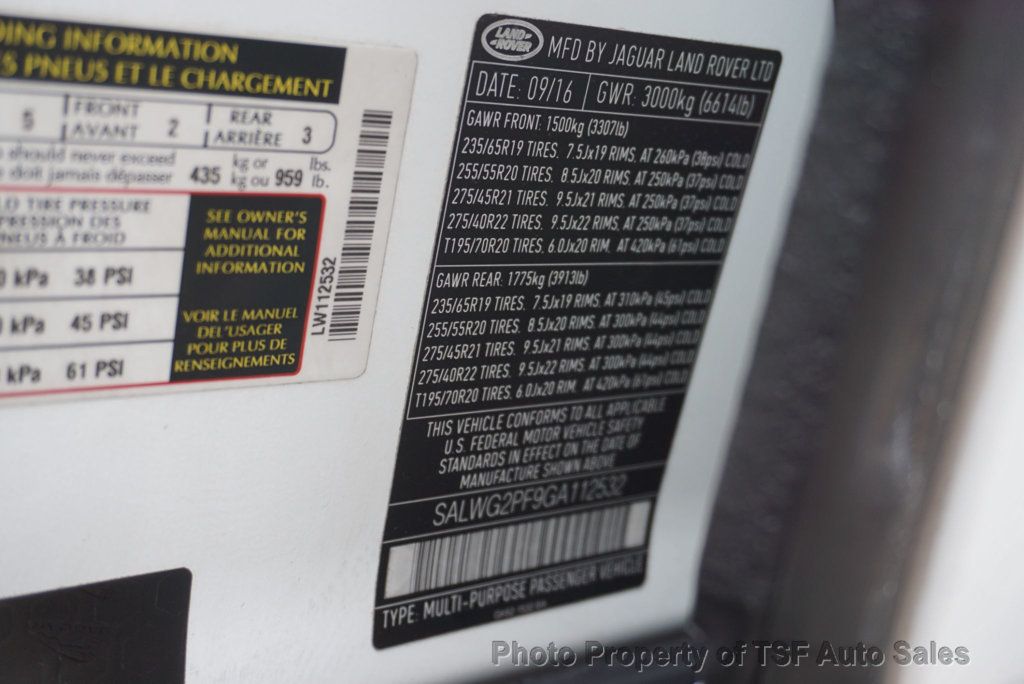 DING INFORMATION
S PNEUS ET LE CHARGEMENT
5 FRONT AVANT 2 REAR ARRIÈRE 3
should never exceed
doit jamais dépasser 435 kg or kg ou 959 lbs. lb.
TIRE PRESSURE
PRESSION DES
PNEUS À FROID
kPa 38 PSI
kPa 45 PSI
kPa 61 PSI
SEE OWNER'S
MANUAL FOR
ADDITIONAL
INFORMATION
VOIR LE MANUEL
DEL'USAGER
POUR PLUS DE
RENSEIGNEMENTS
LW112532
LAND ROVER
MFD BY JAGUAR LAND ROVER LTD
DATE: 09/16 GWR: 3000kg (6614lb)
GAWR FRONT: 1500kg (3307lb)
235/65R19 TIRES. 7.5Jx19 RIMS. AT 260kPa (38psi) COLD
255/55R20 TIRES. 8.5Jx20 RIMS. AT 250kPa (37psi) COLD
275/45R21 TIRES. 9.5Jx21 RIMS. AT 250kPa (37psi) COLD
275/40R22 TIRES. 9.5Jx22 RIMS. AT 250kPa (37psi) COLD
T195/70R20 TIRES. 6.0Jx20 RIM. AT 420kPa (61psi) COLD
GAWR REAR: 1775kg (3913lb)
235/65R19 TIRES. 7.5Jx19 RIMS. AT 310kPa (45psi) COLD
255/55R20 TIRES. 8.5Jx20 RIMS. AT 300kPa (44psi) COLD
275/45R21 TIRES. 9.5Jx21 RIMS. AT 300kPa (44psi) COLD
275/40R22 TIRES. 9.5Jx22 RIMS. AT 300kPa (44psi) COLD
T195/70R20 TIRES. 6.0Jx20 RIM. AT 420kPa (61psi) COLD
THIS VEHICLE CONFORMS TO ALL APPLICABLE
U.S. FEDERAL MOTOR VEHICLE SAFETY
STANDARDS IN EFFECT ON THE DATE OF
MANUFACTURE SHOWN ABOVE
SALWG2PF9GA112532
TYPE: MULTI-PURPOSE PASSENGER VEHICLE
Photo Property of TSF Auto Sales